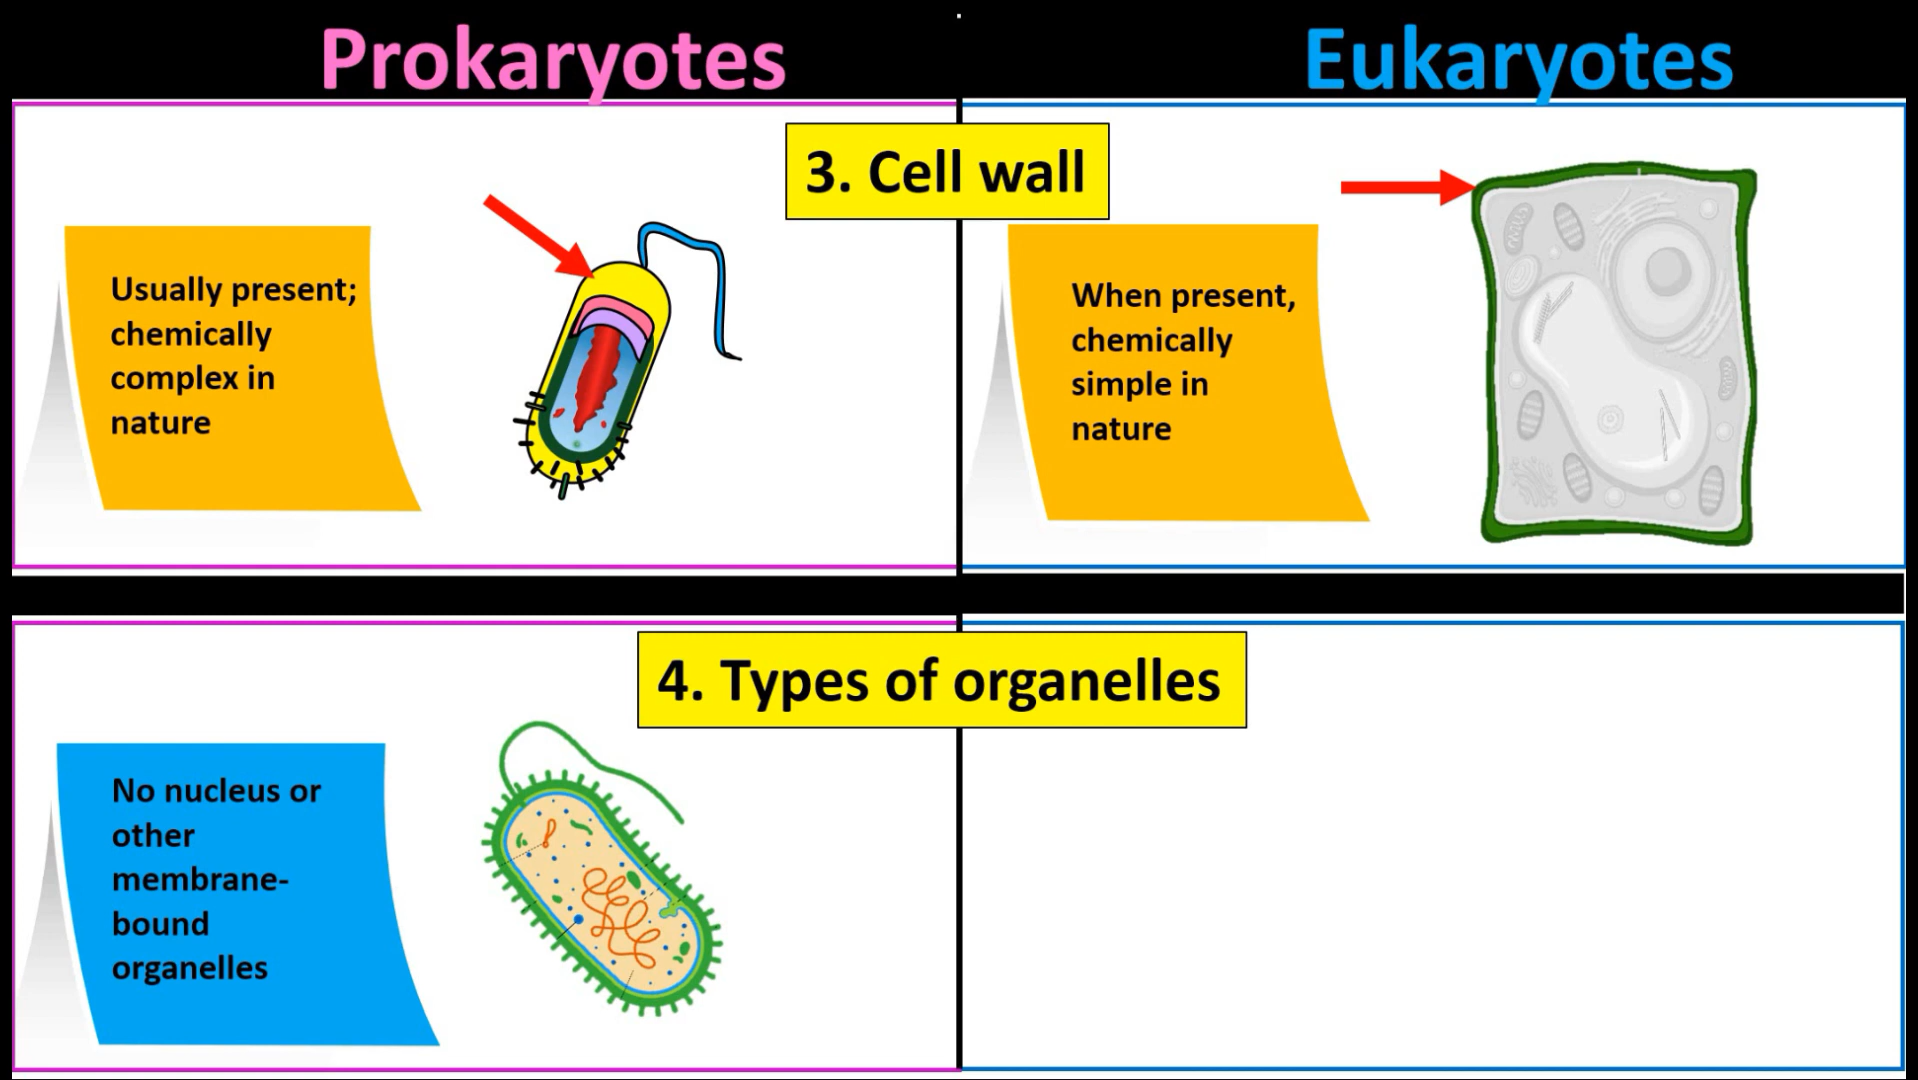 Prokaryotes
Eukaryotes
3. Cell wall
Usually present;
chemically
complex in
nature
When present,
chemically
simple in
nature
4. Types of organelles
No nucleus or
other
membrane-
bound
organelles